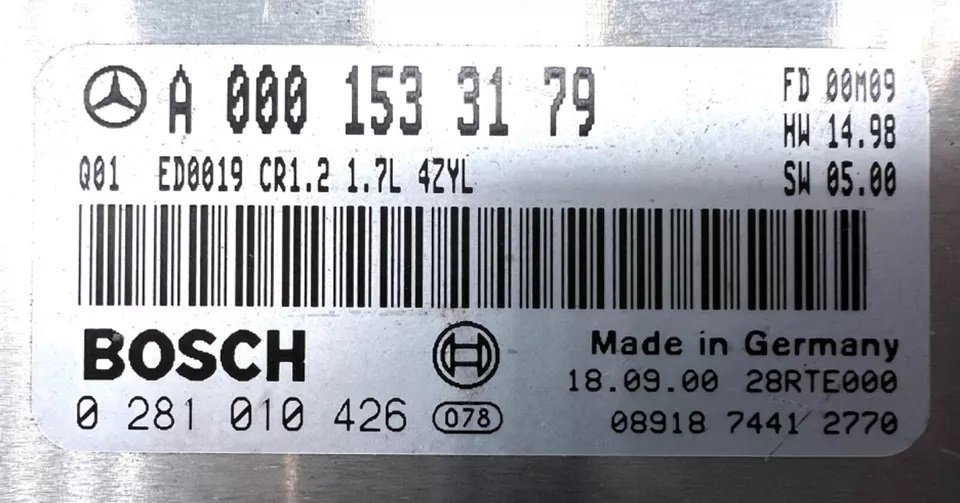 A 000 153 31 79
FD 00M09
HW 14.98
Q01 ED0019 CR1.2 1.7L 4ZYL
SW 05.00
BOSCH
Made in Germany
18.09.00 28RTE000
0 281 010 426 078
08918 7441 2770